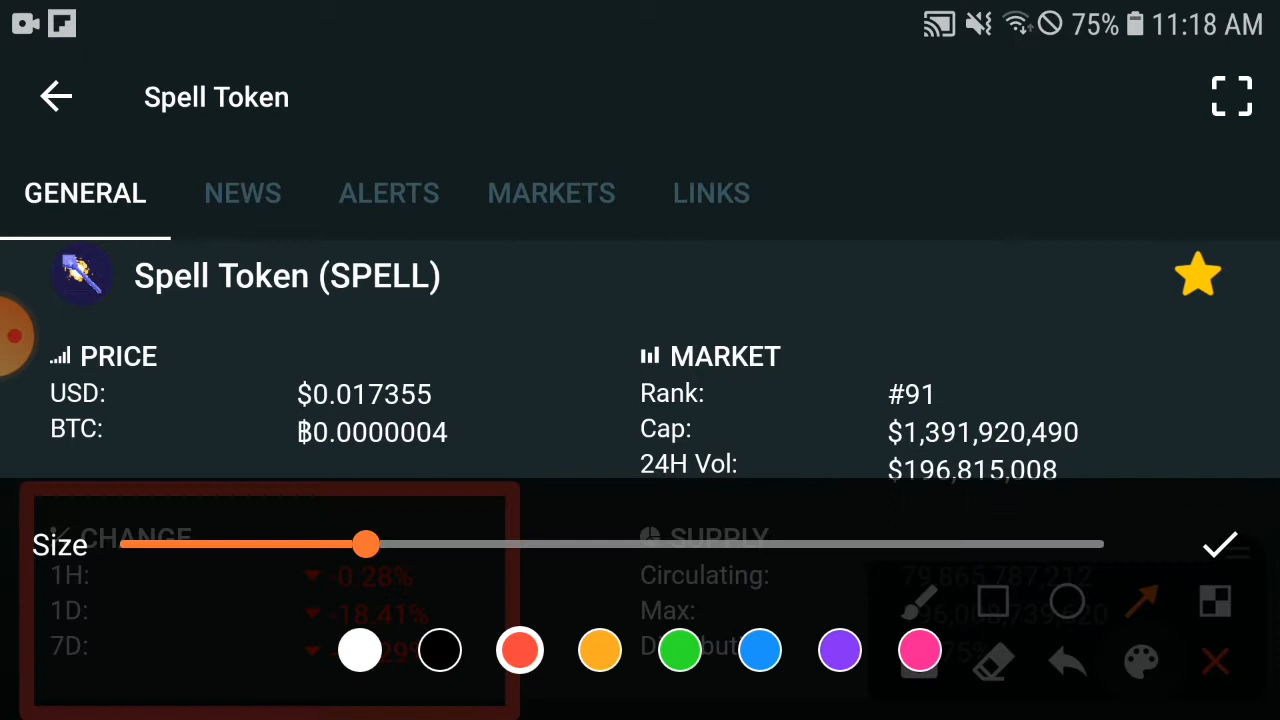 75% 11:18 AM
Spell Token
GENERAL NEWS ALERTS MARKETS LINKS
Spell Token (SPELL)
PRICE
USD: $0.017355
BTC: ฿0.0000004
MARKET
Rank: #91
Cap: $1,391,920,490
24H Vol: $196,815,008
Size
CHANGE
1H: -0.28%
1D: -18.41%
7D:
SUPPLY
Circulating: 79,865,787,212
Max: